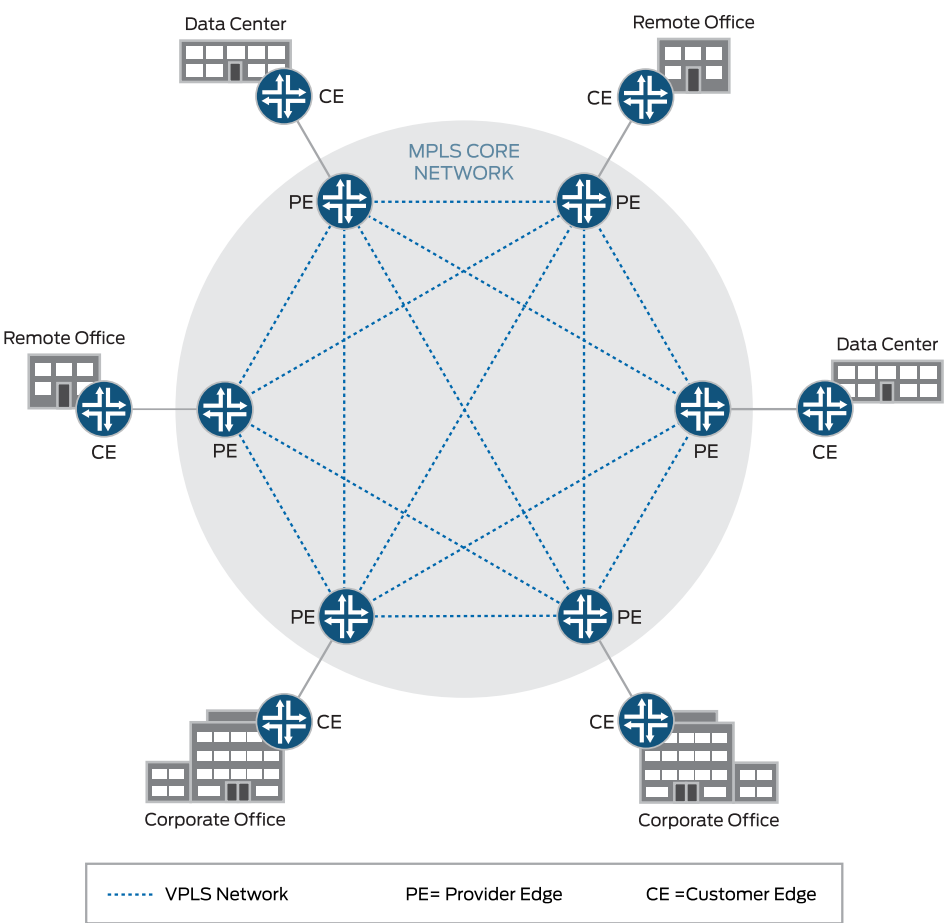 Data Center
Remote Office
CE
CE
MPLS CORE
NETWORK
PE
PE
Remote Office
Data Center
CE
PE
PE
CE
PE
PE
CE
CE
Corporate Office
Corporate Office
VPLS Network
PE= Provider Edge
CE =Customer Edge